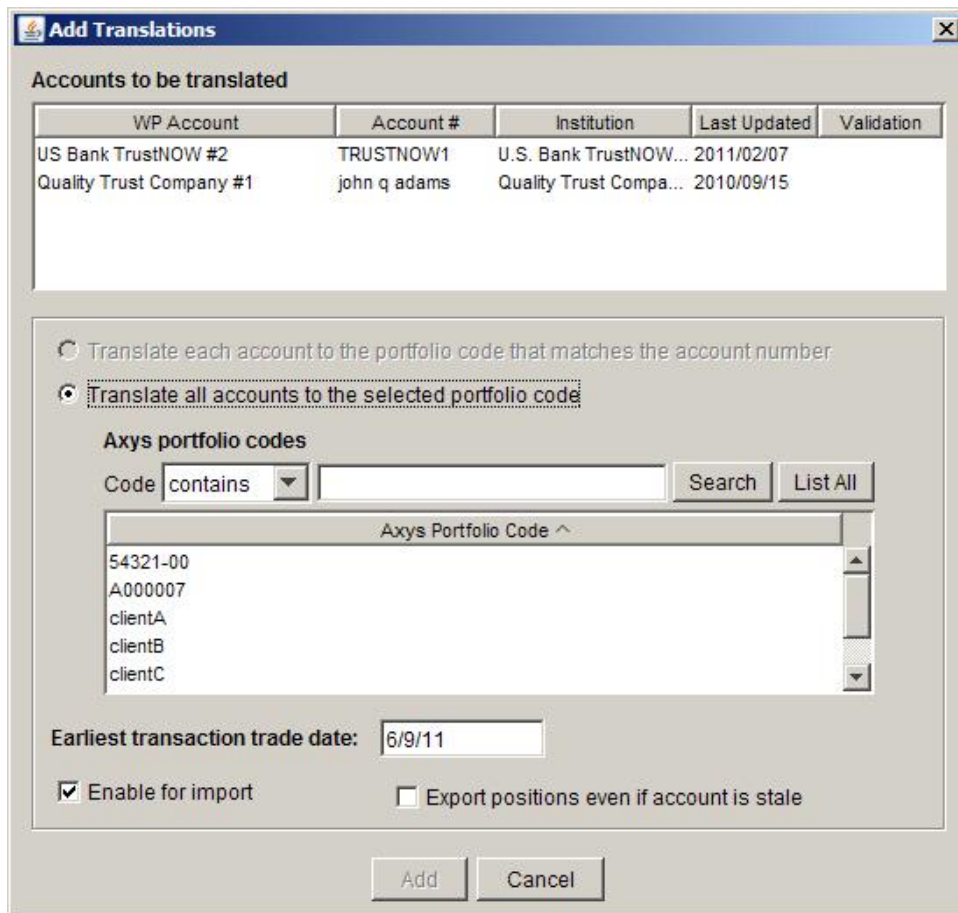 Add Translations
Accounts to be translated
WP Account Account # Institution Last Updated Validation
US Bank TrustNOW #2 TRUSTNOW1 U.S. Bank TrustNOW... 2011/02/07
Quality Trust Company #1 john q adams Quality Trust Compa... 2010/09/15
Translate each account to the portfolio code that matches the account number
Translate all accounts to the selected portfolio code
Axys portfolio codes
Code contains Search List All
Axys Portfolio Code ^
54321-00
A000007
clientA
clientB
clientC
Earliest transaction trade date: 6/9/11
Enable for import Export positions even if account is stale
Add Cancel